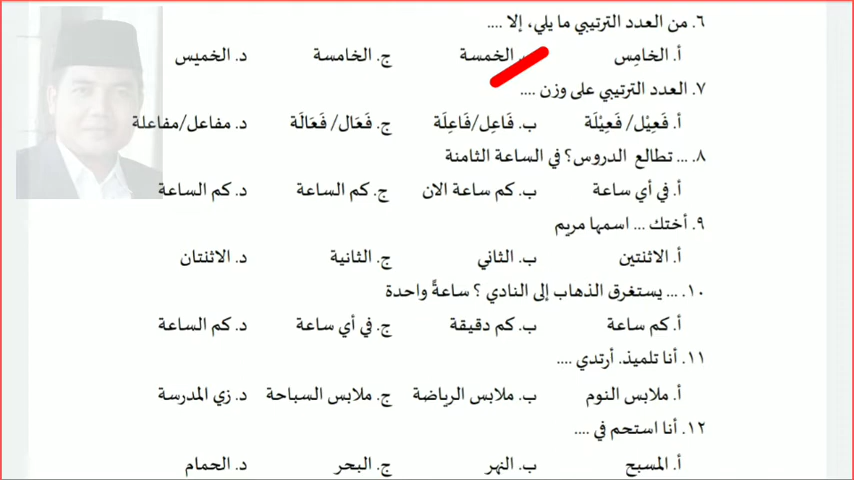 ٦. من العدد الترتيبي ما يلي، إلا ....
أ. الخامِس ب. الخمسة ج. الخامسة د. الخميس
٧. العدد الترتيبي على وزن ....
أ. فَعِيْل/ فَعِيْلَة ب. فَاعِل/فَاعِلَة ج. فَعَال/ فَعَالَة د. مفاعل/مفاعلة
٨. ... تطالع الدروس؟ في الساعة الثامنة
أ. في أي ساعة ب. كم ساعة الان ج. كم الساعة د. كم الساعة
٩. أختك ... اسمها مريم
أ. الاثنتين ب. الثاني ج. الثانية د. الاثنتان
١٠. ... يستغرق الذهاب إلى النادي ؟ ساعةً واحدة
أ. كم ساعة ب. كم دقيقة ج. في أي ساعة د. كم الساعة
١١. أنا تلميذ. أرتدي ....
أ. ملابس النوم ب. ملابس الرياضة ج. ملابس السباحة د. زي المدرسة
١٢. أنا استحم في ....
أ. المسبح ب. النهر ج. البحر د. الحمام